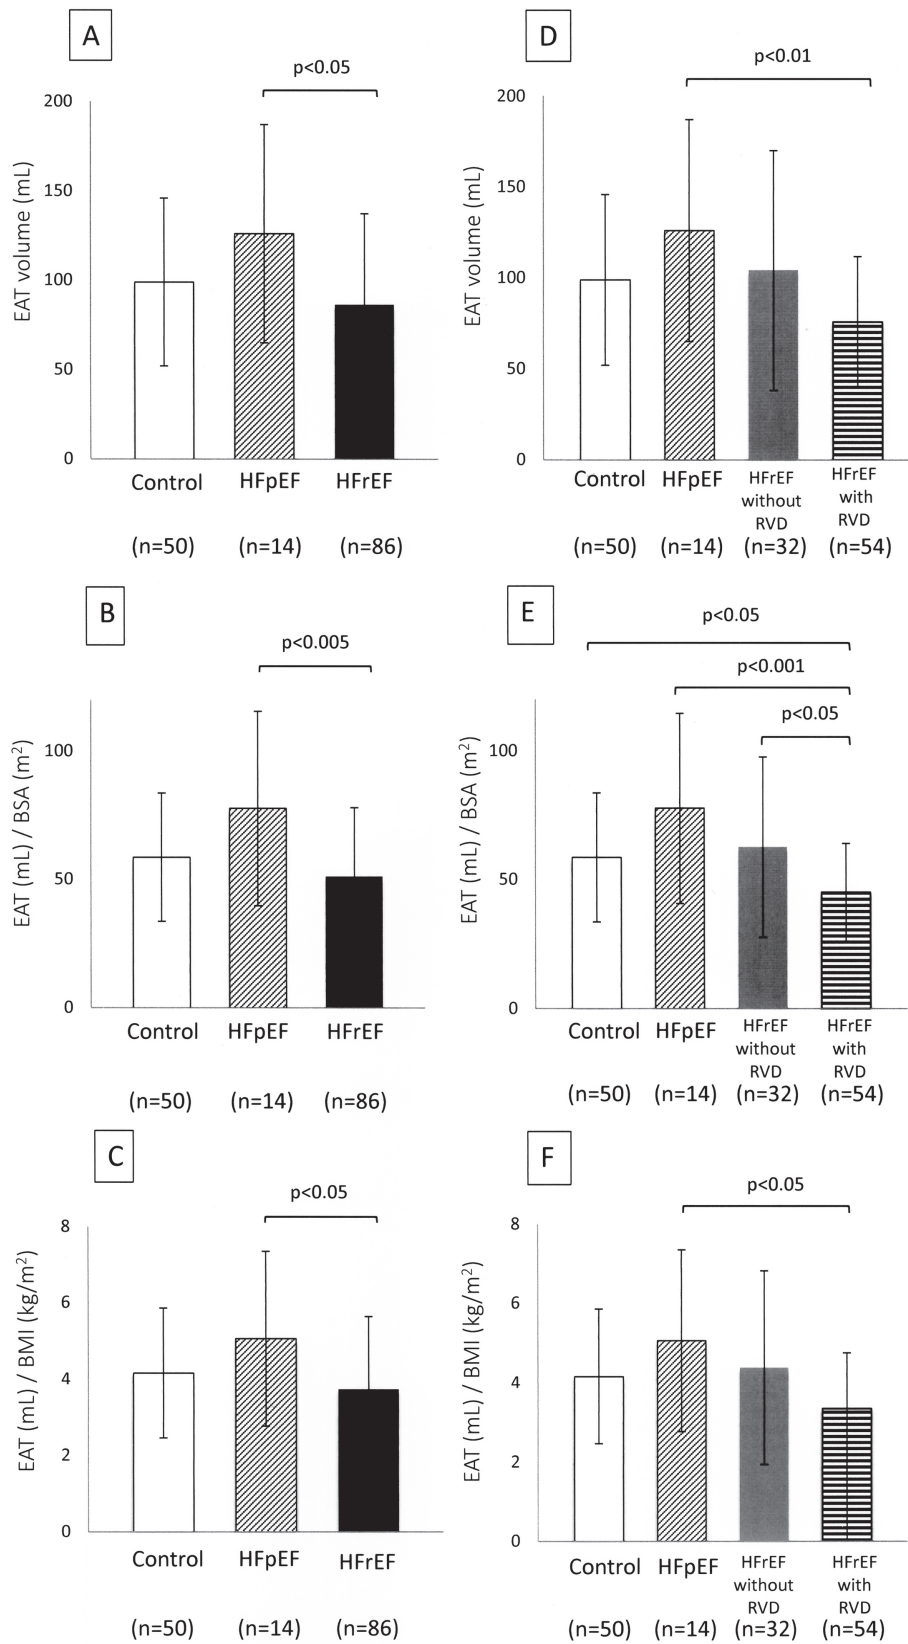 A
p<0.05
EAT volume (mL)
200
150
100
50
0
Control HFpEF HFrEF
(n=50) (n=14) (n=86)
D
p<0.01
EAT volume (mL)
200
150
100
50
0
Control HFpEF HFrEF without RVD HFrEF with RVD
(n=50) (n=14) (n=32) (n=54)
B
p<0.005
EAT (mL) / BSA (m²)
100
50
0
Control HFpEF HFrEF
(n=50) (n=14) (n=86)
E
p<0.05
p<0.001
p<0.05
EAT (mL) / BSA (m²)
100
50
0
Control HFpEF HFrEF without RVD HFrEF with RVD
(n=50) (n=14) (n=32) (n=54)
C
p<0.05
EAT (mL) / BMI (kg/m²)
8
6
4
2
0
Control HFpEF HFrEF
(n=50) (n=14) (n=86)
F
p<0.05
EAT (mL) / BMI (kg/m²)
8
6
4
2
0
Control HFpEF HFrEF without RVD HFrEF with RVD
(n=50) (n=14) (n=32) (n=54)